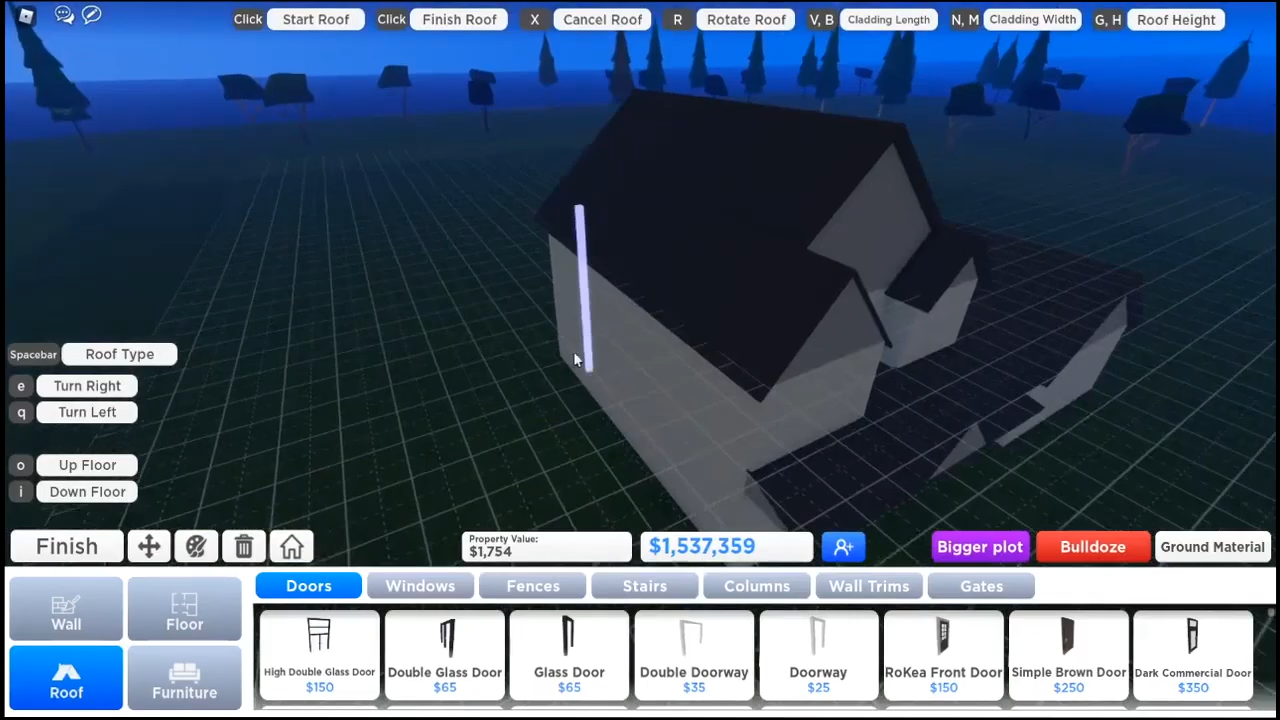 Click Start Roof Click Finish Roof X Cancel Roof R Rotate Roof V, B Cladding Length N, M Cladding Width G, H Roof Height
Spacebar Roof Type
e Turn Right
q Turn Left
o Up Floor
i Down Floor
Finish
Property Value:
$1,754
$1,537,359
Bigger plot
Bulldoze
Ground Material
Wall
Floor
Roof
Furniture
Doors Windows Fences Stairs Columns Wall Trims Gates
High Double Glass Door
$150
Double Glass Door
$65
Glass Door
$65
Double Doorway
$35
Doorway
$25
RoKea Front Door
$150
Simple Brown Door
$250
Dark Commercial Door
$350